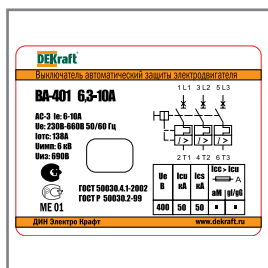 DEKraft
Выключатель автоматический защиты электродвигателя
ВА-401 6,3-10А
1 L1 3 L2 5 L3
АС-3 Ie: 6-10А
Ue: 230В-660В 50/60 Гц
Iотс: 138А
Uимп: 6 кВ
Uиз: 690В
I> I> I>
2 T1 4 T2 6 T3
ГОСТ 50030.4.1-2002
ГОСТ Р 50030.2-99
ME 01
Ue В Icu кА Ics кА Icc > Icu A
aM gI/gG
400 50 50
ДИН Электро Крафт www.dekraft.ru